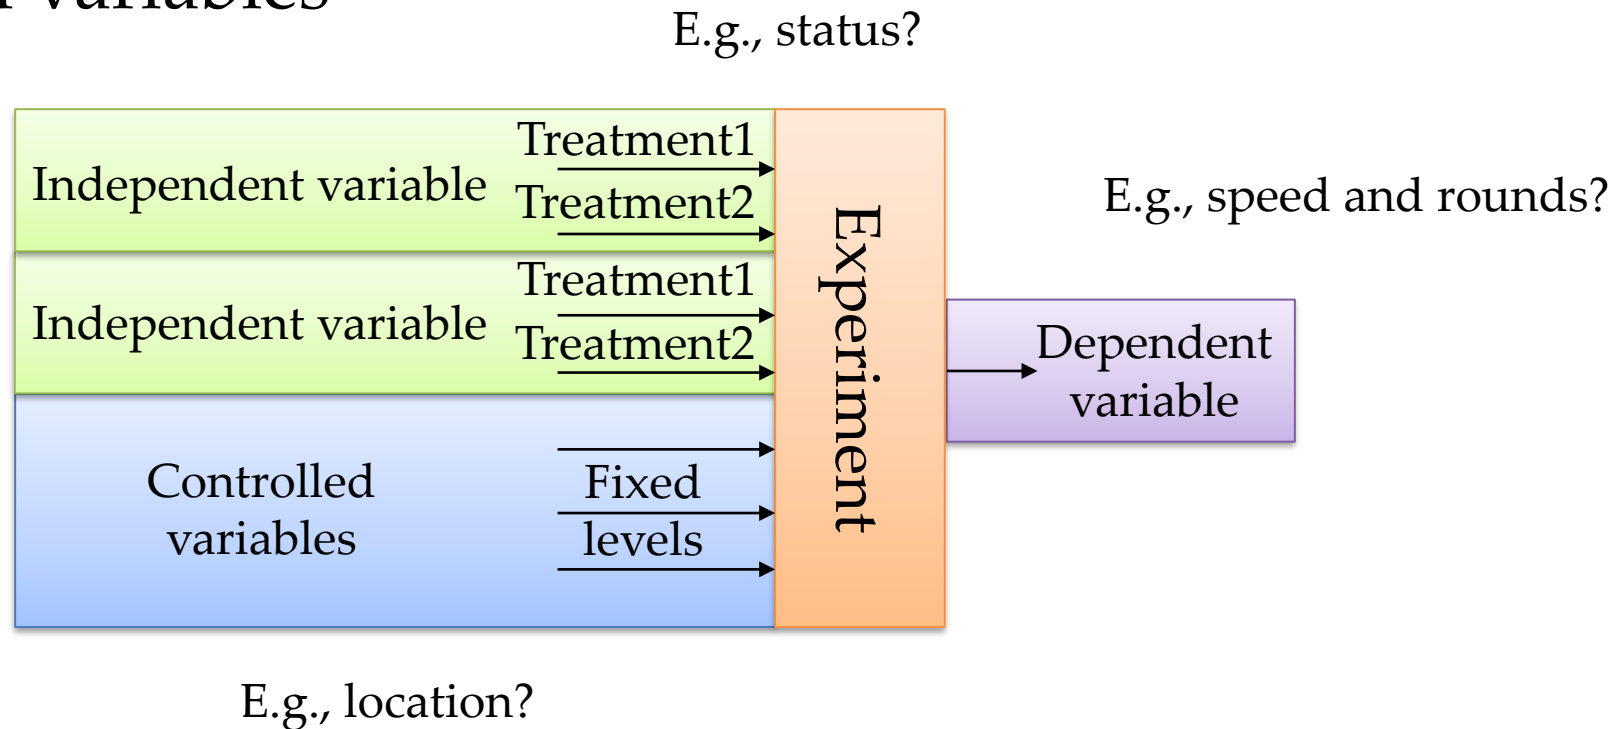 variables
E.g., status?
Independent variable
Treatment1
Treatment2
E.g., speed and rounds?
Independent variable
Treatment1
Treatment2
Experiment
Dependent
variable
Controlled
variables
Fixed
levels
E.g., location?